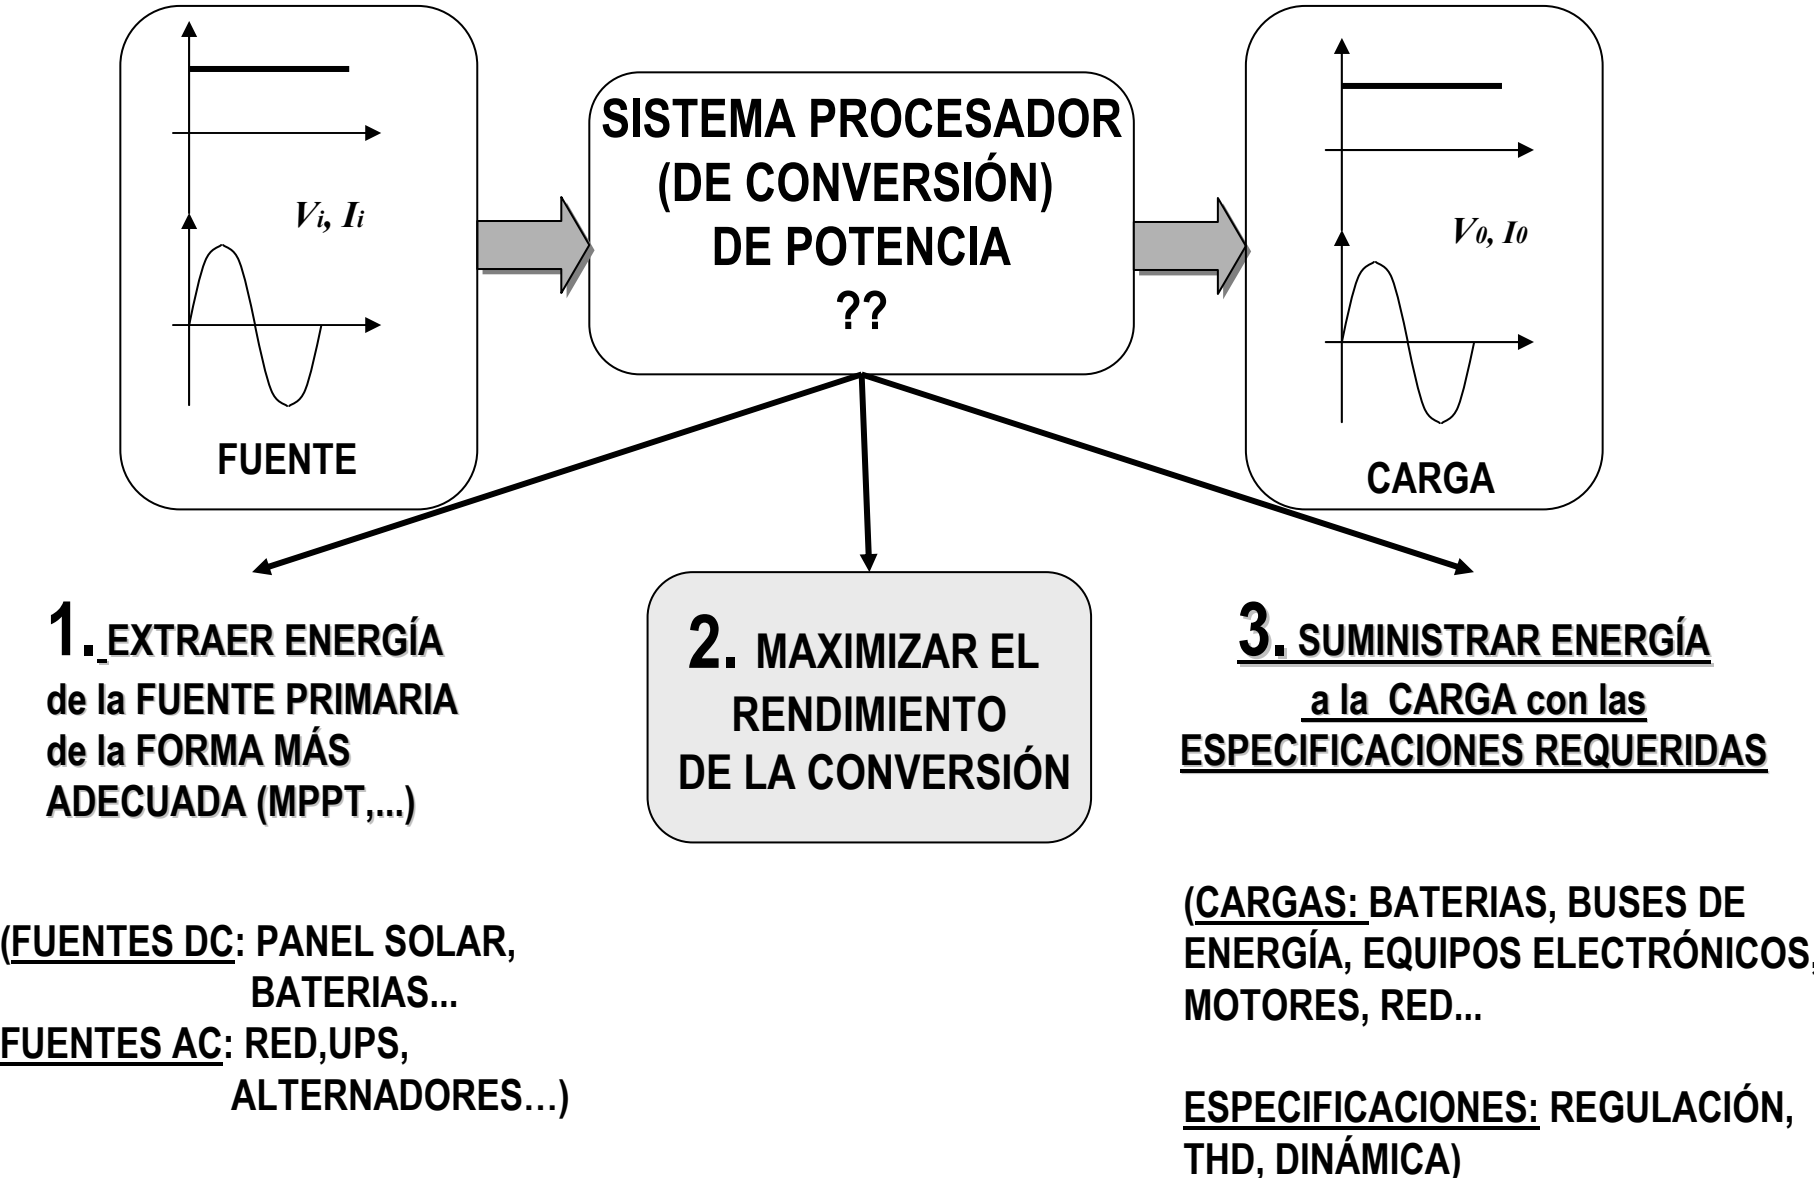 Vi, Ii
FUENTE
SISTEMA PROCESADOR
(DE CONVERSIÓN)
DE POTENCIA
??
V0, I0
CARGA
1. EXTRAER ENERGÍA
de la FUENTE PRIMARIA
de la FORMA MÁS
ADECUADA (MPPT,...)
2. MAXIMIZAR EL
RENDIMIENTO
DE LA CONVERSIÓN
3. SUMINISTRAR ENERGÍA
a la CARGA con las
ESPECIFICACIONES REQUERIDAS
(FUENTES DC: PANEL SOLAR,
BATERIAS...
FUENTES AC: RED,UPS,
ALTERNADORES…)
(CARGAS: BATERIAS, BUSES DE
ENERGÍA, EQUIPOS ELECTRÓNICOS,
MOTORES, RED...
ESPECIFICACIONES: REGULACIÓN,
THD, DINÁMICA)